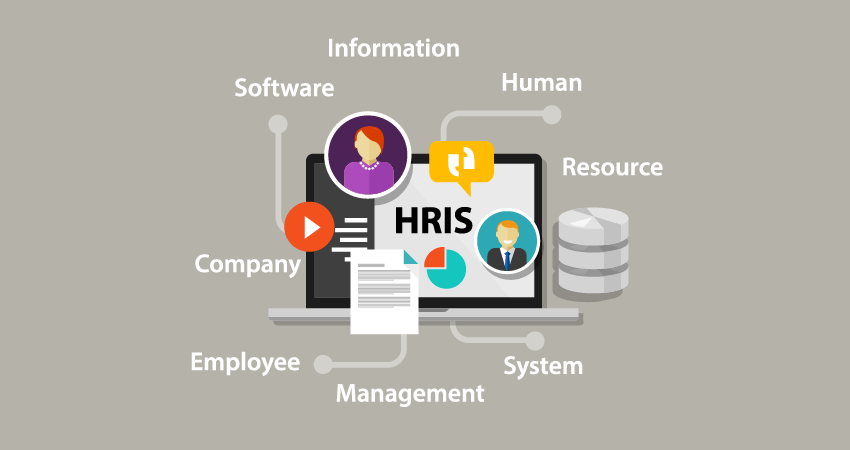 Information
Software
Human
Resource
HRIS
Company
Employee
System
Management